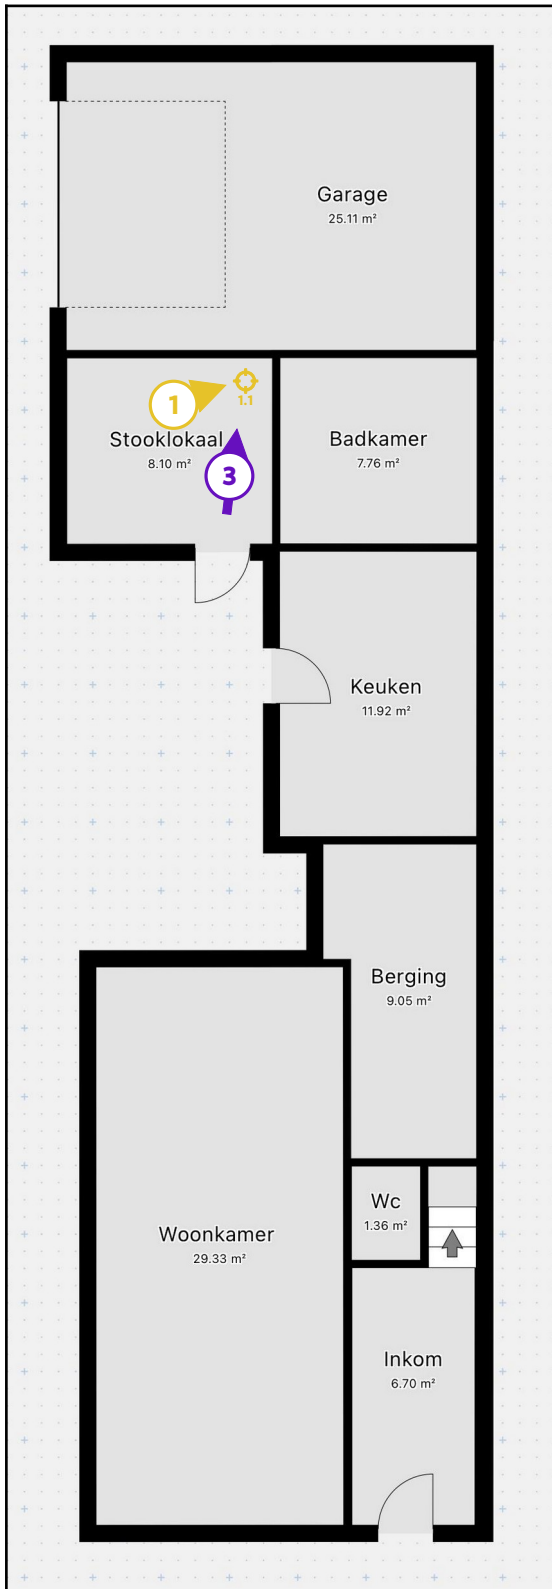 Garage
25.11 m²
1
1.1
Stooklokaal
8.10 m²
3
Badkamer
7.76 m²
Keuken
11.92 m²
Berging
9.05 m²
Wc
1.36 m²
Woonkamer
29.33 m²
Inkom
6.70 m²